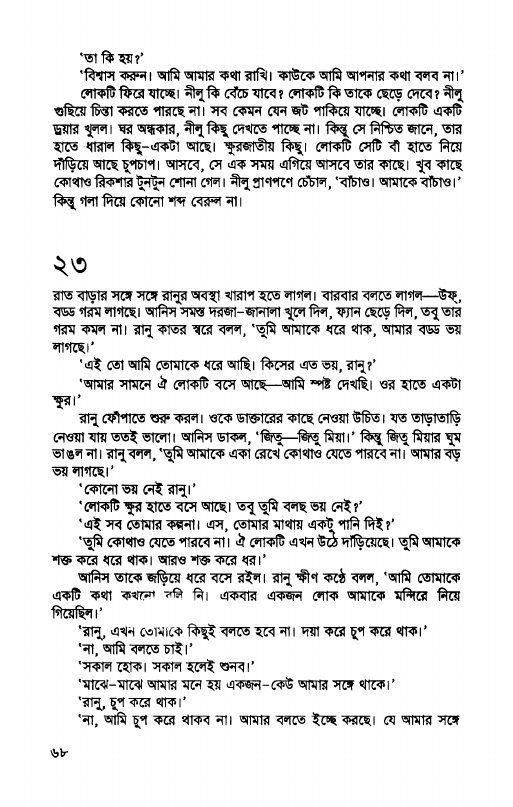 ‘তা কি হয়?’
‘বিশ্বাস করুন। আমি আমার কথা রাখি। কাউকে আমি আপনার কথা বলব না।’
লোকটি ফিরে যাচ্ছে। নীলু কি বেঁচে যাবে? লোকটি কি তাকে ছেড়ে দেবে? নীলু
গুছিয়ে চিন্তা করতে পারছে না। সব কেমন যেন জট পাকিয়ে যাচ্ছে। লোকটি একটি
ড্রয়ার খুলল। ঘর অন্ধকার, নীলু কিছু দেখতে পাচ্ছে না। কিন্তু সে নিশ্চিত জানে, তার
হাতে ধারাল কিছু-একটা আছে। ক্ষুরজাতীয় কিছু। লোকটি সেটি বাঁ হাতে নিয়ে
দাঁড়িয়ে আছে চুপচাপ। আসবে, সে এক সময় এগিয়ে আসবে তার কাছে। খুব কাছে
কোথাও রিকশার টুনটুন শোনা গেল। নীলু প্রাণপণে চেঁচাল, ‘বাঁচাও। আমাকে বাঁচাও।’
কিন্তু গলা দিয়ে কোনো শব্দ বেরুল না।
২৩
রাত বাড়ার সঙ্গে সঙ্গে রানুর অবস্থা খারাপ হতে লাগল। বারবার বলতে লাগল—উফ্,
বড্ড গরম লাগছে। আনিস সমস্ত দরজা-জানালা খুলে দিল, ফ্যান ছেড়ে দিল, তবু তার
গরম কমল না। রানু কাতর স্বরে বলল, ‘তুমি আমাকে ধরে থাক, আমার বড্ড ভয়
লাগছে।’
‘এই তো আমি তোমাকে ধরে আছি। কিসের এত ভয়, রানু?’
‘আমার সামনে ঐ লোকটি বসে আছে—আমি স্পষ্ট দেখছি। ওর হাতে একটা
ক্ষুর।’
রানু ফোঁপাতে শুরু করল। ওকে ডাক্তারের কাছে নেওয়া উচিত। যত তাড়াতাড়ি
নেওয়া যায় ততই ভালো। আনিস ডাকল, ‘জিতু—জিতু মিয়া।’ কিন্তু জিতু মিয়ার ঘুম
ভাঙল না। রানু বলল, ‘তুমি আমাকে একা রেখে কোথাও যেতে পারবে না। আমার বড়
ভয় লাগছে।’
‘কোনো ভয় নেই রানু।’
‘লোকটি ক্ষুর হাতে বসে আছে। তবু তুমি বলছ ভয় নেই?’
‘এই সব তোমার কল্পনা। এস, তোমার মাথায় একটু পানি দিই?’
‘তুমি কোথাও যেতে পারবে না। ঐ লোকটি এখন উঠে দাঁড়িয়েছে। তুমি আমাকে
শক্ত করে ধরে থাক। আরও শক্ত করে ধর।’
আনিস তাকে জড়িয়ে ধরে বসে রইল। রানু ক্ষীণ কণ্ঠে বলল, ‘আমি তোমাকে
একটি কথা কখনো বলি নি। একবার একজন লোক আমাকে মন্দিরে নিয়ে
গিয়েছিল।’
‘রানু, এখন তোমাকে কিছুই বলতে হবে না। দয়া করে চুপ করে থাক।’
‘না, আমি বলতে চাই।’
‘সকাল হোক। সকাল হলেই শুনব।’
‘মাঝে-মাঝে আমার মনে হয় একজন-কেউ আমার সঙ্গে থাকে।’
‘রানু, চুপ করে থাক।’
‘না, আমি চুপ করে থাকব না। আমার বলতে ইচ্ছে করছে। যে আমার সঙ্গে
৬৮